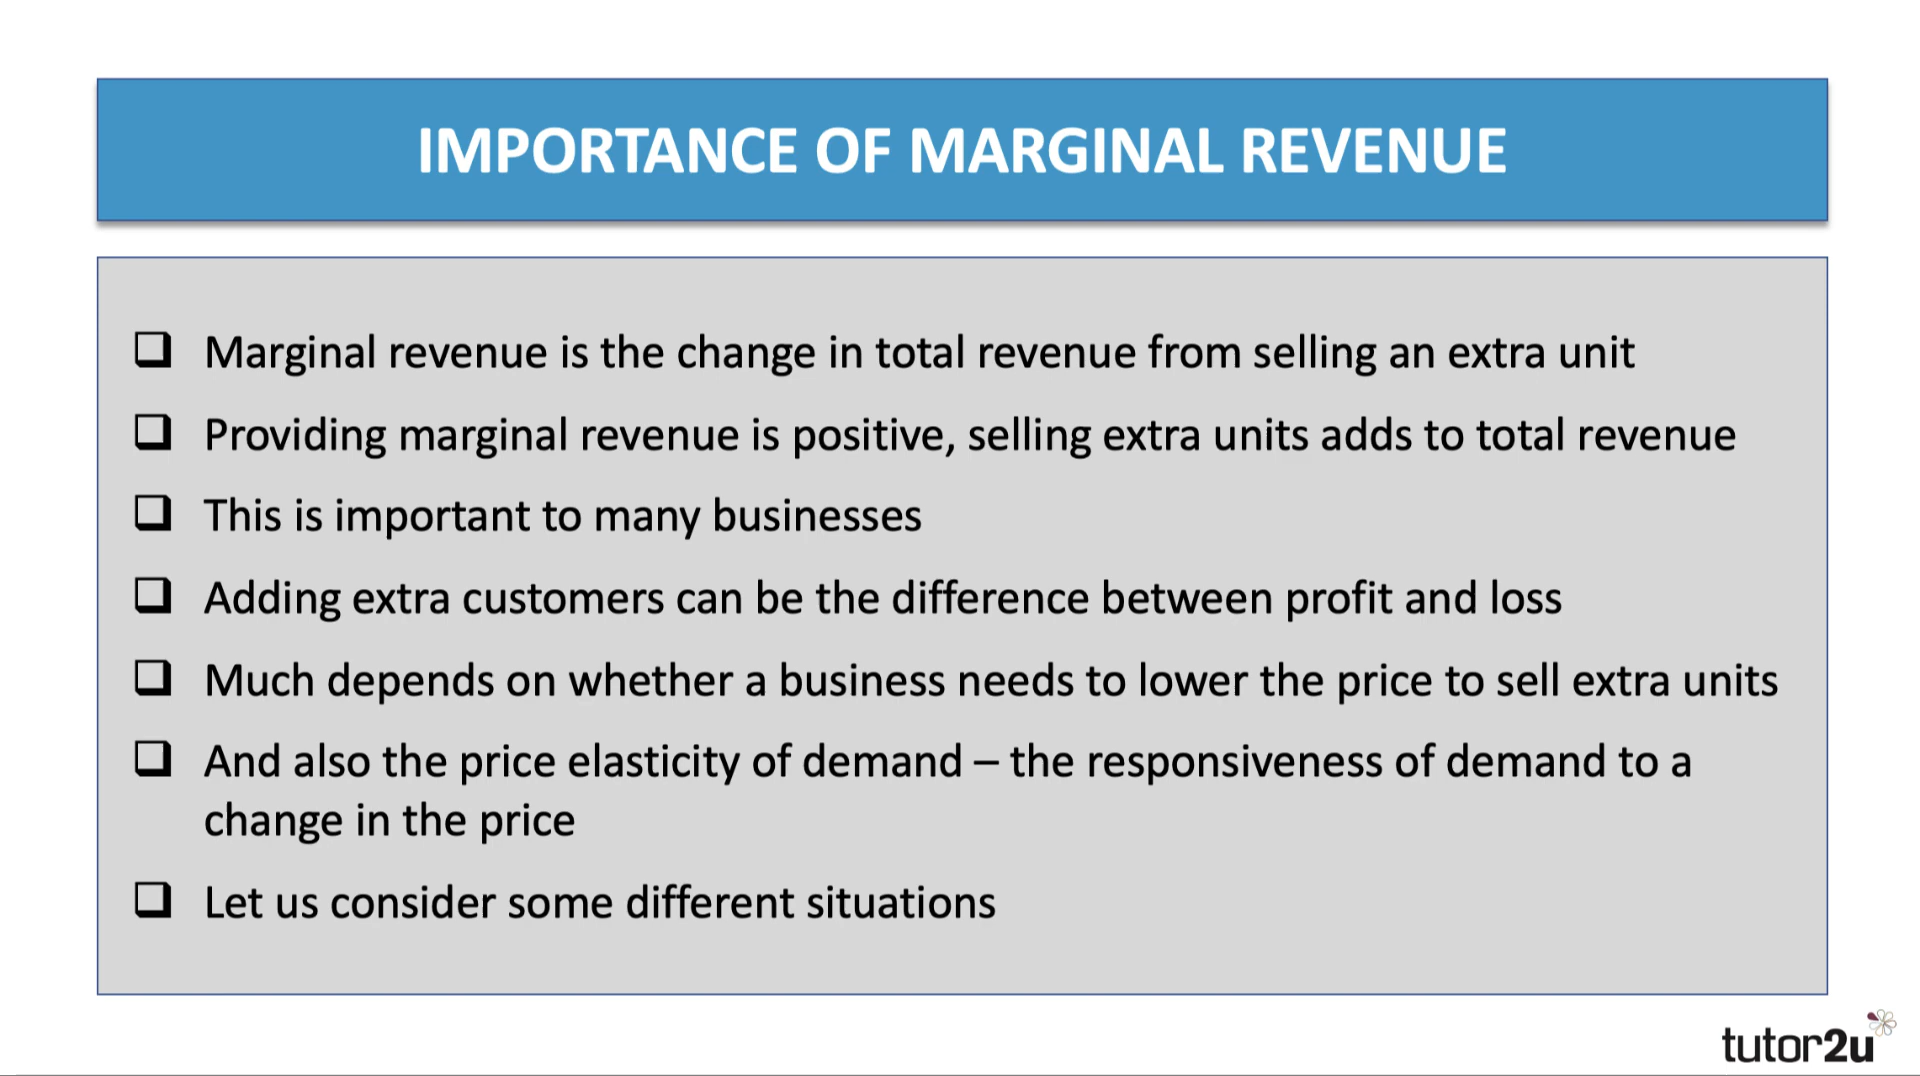 IMPORTANCE OF MARGINAL REVENUE
Marginal revenue is the change in total revenue from selling an extra unit
Providing marginal revenue is positive, selling extra units adds to total revenue
This is important to many businesses
Adding extra customers can be the difference between profit and loss
Much depends on whether a business needs to lower the price to sell extra units
And also the price elasticity of demand – the responsiveness of demand to a
change in the price
Let us consider some different situations
tutor2u